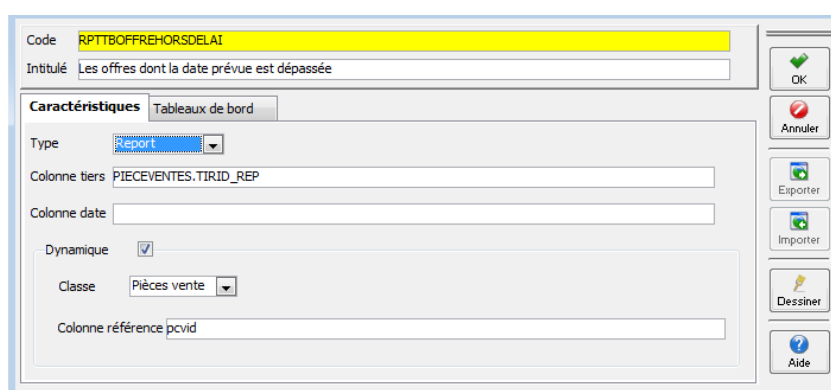 Code RPTTBOFFREHORSDELAI
Intitulé Les offres dont la date prévue est dépassée
OK
Caractéristiques Tableaux de bord
Annuler
Type Report
Colonne tiers PIECEVENTES.TIRID_REP
Exporter
Colonne date
Importer
Dynamique
Classe Pièces vente
Dessiner
Colonne référence pcvid
Aide